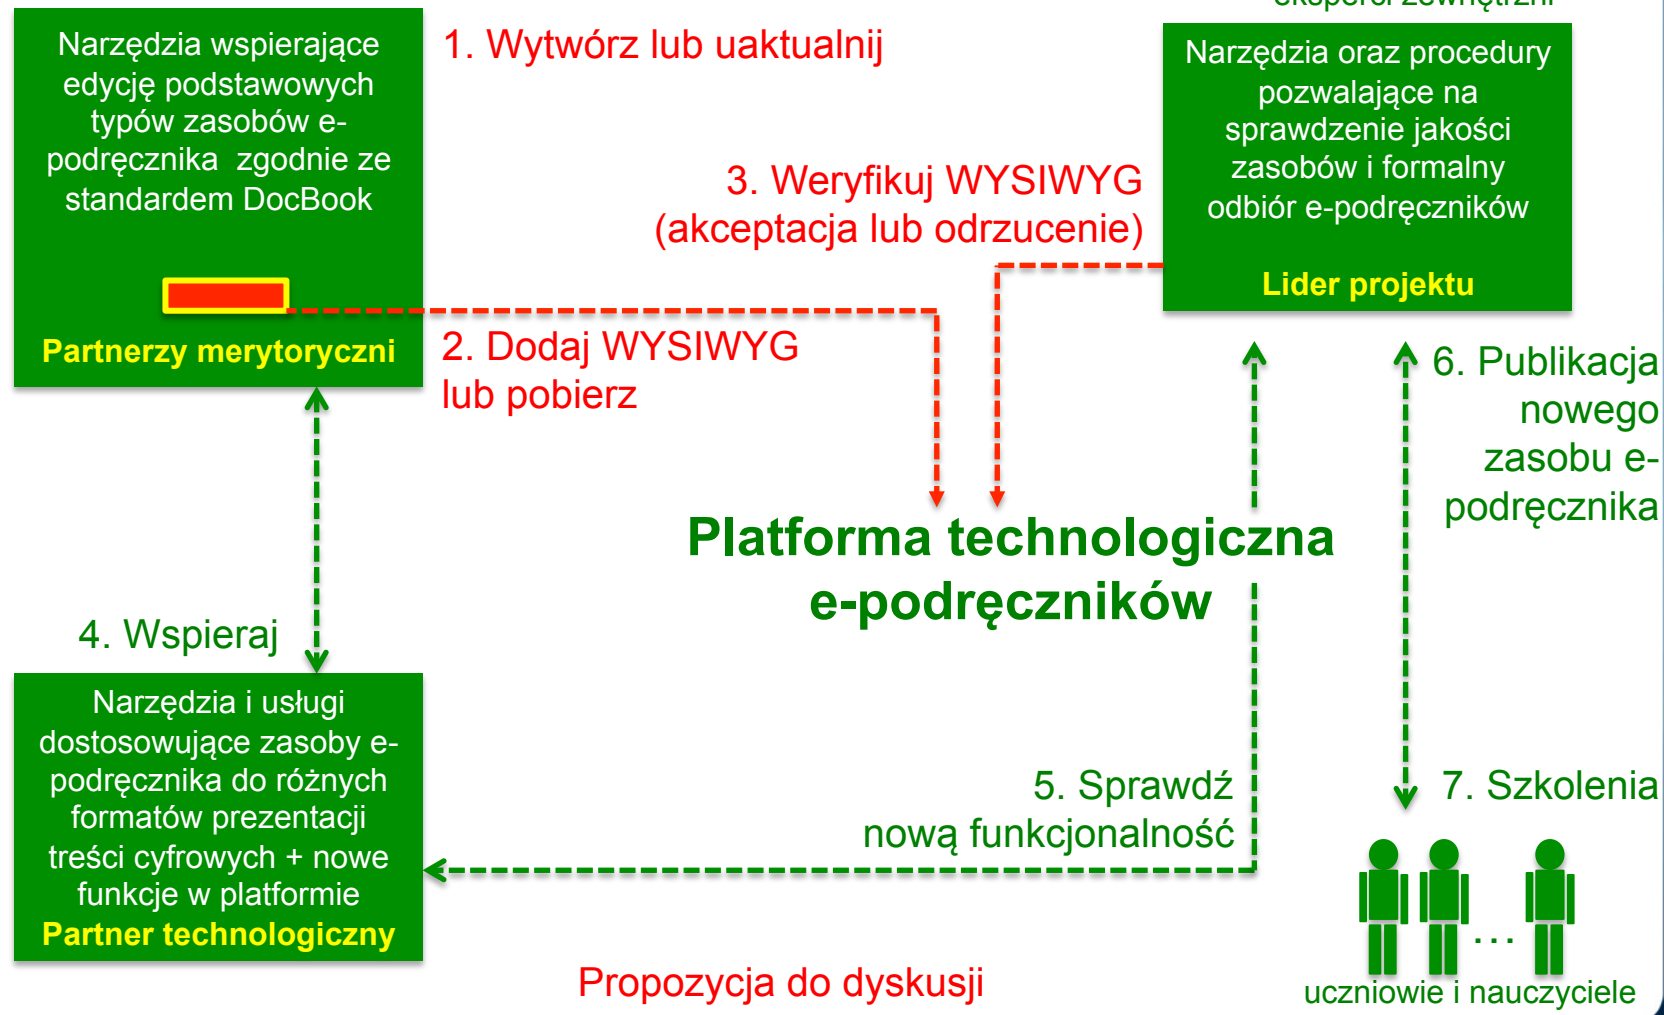 eksperci zewnętrzni
Narzędzia wspierające
edycję podstawowych
typów zasobów e-
podręcznika zgodnie ze
standardem DocBook
Partnerzy merytoryczni
1. Wytwórz lub uaktualnij
Narzędzia oraz procedury
pozwalające na
sprawdzenie jakości
zasobów i formalny
odbiór e-podręczników
Lider projektu
3. Weryfikuj WYSIWYG
(akceptacja lub odrzucenie)
2. Dodaj WYSIWYG
lub pobierz
6. Publikacja
nowego
zasobu e-
podręcznika
Platforma technologiczna
e-podręczników
4. Wspieraj
Narzędzia i usługi
dostosowujące zasoby e-
podręcznika do różnych
formatów prezentacji
treści cyfrowych + nowe
funkcje w platformie
Partner technologiczny
5. Sprawdź
nową funkcjonalność
7. Szkolenia
...
uczniowie i nauczyciele
Propozycja do dyskusji